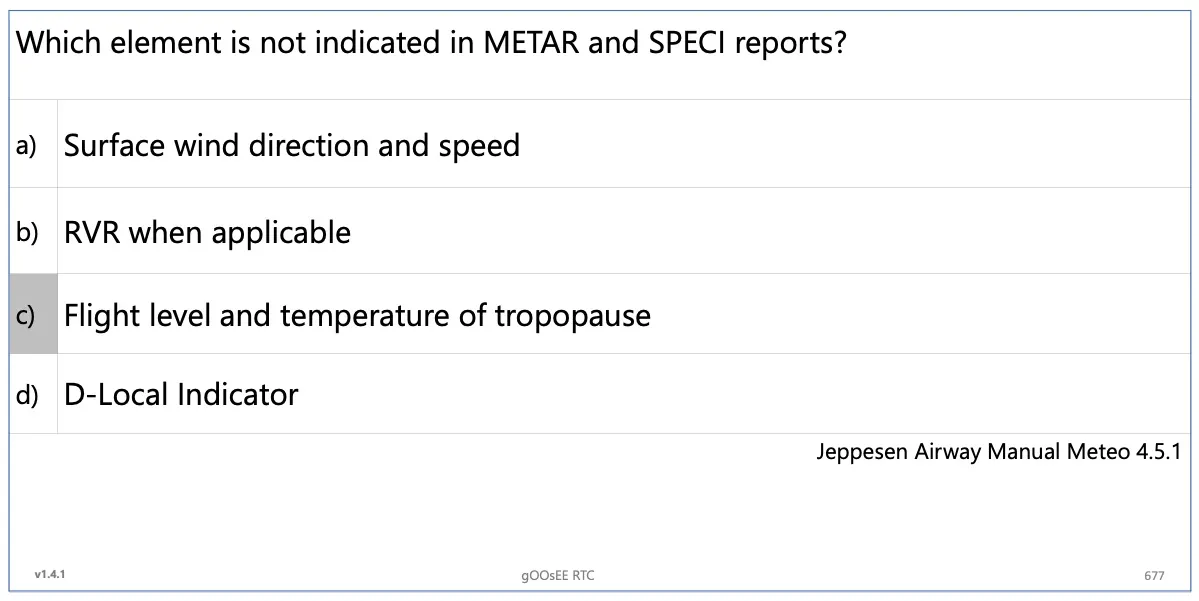 Which element is not indicated in METAR and SPECI reports?
a) Surface wind direction and speed
b) RVR when applicable
c) Flight level and temperature of tropopause
d) D-Local Indicator
Jeppesen Airway Manual Meteo 4.5.1
v1.4.1 gOOsEE RTC 677